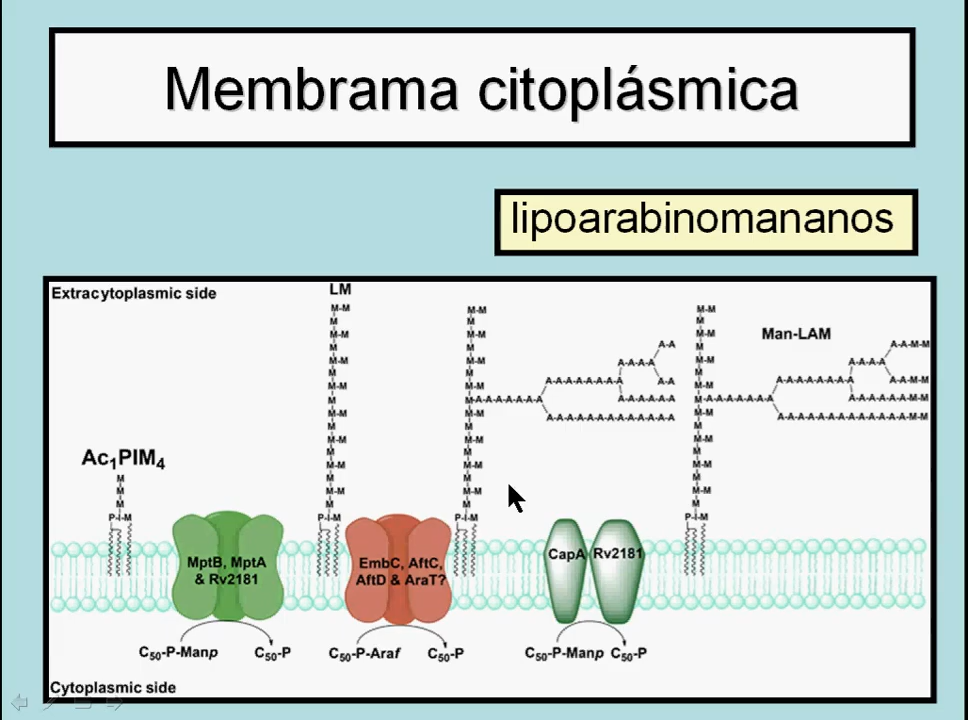 Membrama citoplásmica
lipoarabinomananos
Extracytoplasmic side
LM
Man-LAM
Ac₁PIM₄
M-M
M
M-M
M
M-M
M
M-M
M
M-M
M
M-M
M
M-M
M
M-M
M
P-I-M
M
M
M
P-I-M
A-A
A-A-A-A
A-A
A-A-A-A-A-A-A-A
A-A-A-A-A-A
M-A-A-A-A-A-A-A
A-A-A-A-A-A-A-A-A-A-A-A-A-A
P-I-M
A-A-M-M
A-A-A-A
A-A-M-M
A-A-A-A-A-A-A-A
P-I-M
MptB, MptA
& Rv2181
EmbC, AftC,
AftD & AraT?
CapA
Rv2181
C₅₀-P-Manp C₅₀-P
C₅₀-P-Araf C₅₀-P
C₅₀-P-Manp C₅₀-P
Cytoplasmic side